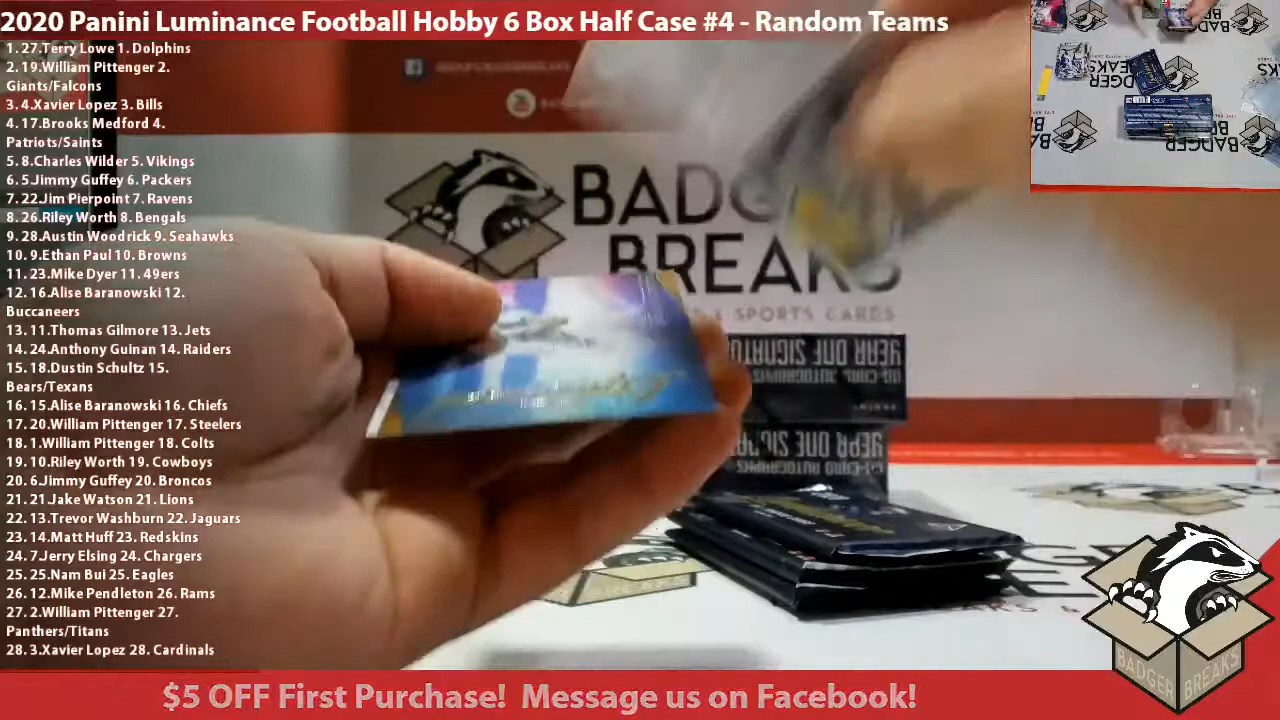 2020 Panini Luminance Football Hobby 6 Box Half Case #4 - Random Teams
1. 27.Terry Lowe 1. Dolphins
2. 19.William Pittenger 2.
Giants/Falcons
3. 4.Xavier Lopez 3. Bills
4. 17.Brooks Medford 4.
Patriots/Saints
5. 8.Charles Wilder 5. Vikings
6. 5.Jimmy Guffey 6. Packers
7. 22.Jim Pierpoint 7. Ravens
8. 26.Riley Worth 8. Bengals
9. 28.Austin Woodrick 9. Seahawks
10. 9.Ethan Paul 10. Browns
11. 23.Mike Dyer 11. 49ers
12. 16.Alise Baranowski 12.
Buccaneers
13. 11.Thomas Gilmore 13. Jets
14. 24.Anthony Guinan 14. Raiders
15. 18.Dustin Schultz 15.
Bears/Texans
16. 15.Alise Baranowski 16. Chiefs
17. 20.William Pittenger 17. Steelers
18. 1.William Pittenger 18. Colts
19. 10.Riley Worth 19. Cowboys
20. 6.Jimmy Guffey 20. Broncos
21. 21 Jake Watson 21. Lions
22. 13.Trevor Washburn 22. Jaguars
23. 14.Matt Huff 23. Redskins
24. 7.Jerry Elsing 24. Chargers
25. 25.Nam Bui 25. Eagles
26. 12.Mike Pendleton 26. Rams
27. 2.William Pittenger 27.
Panthers/Titans
28. 3.Xavier Lopez 28. Cardinals
BREAKS
SPORTS CARDS
YEAR ONE SIGNATU
AUTOGRAPHS
YEAR ONE SIG
AUTOGRAPHS
BADGER
BREAKS
BADGER BREAKS
$5 OFF First Purchase! Message us on Facebook!